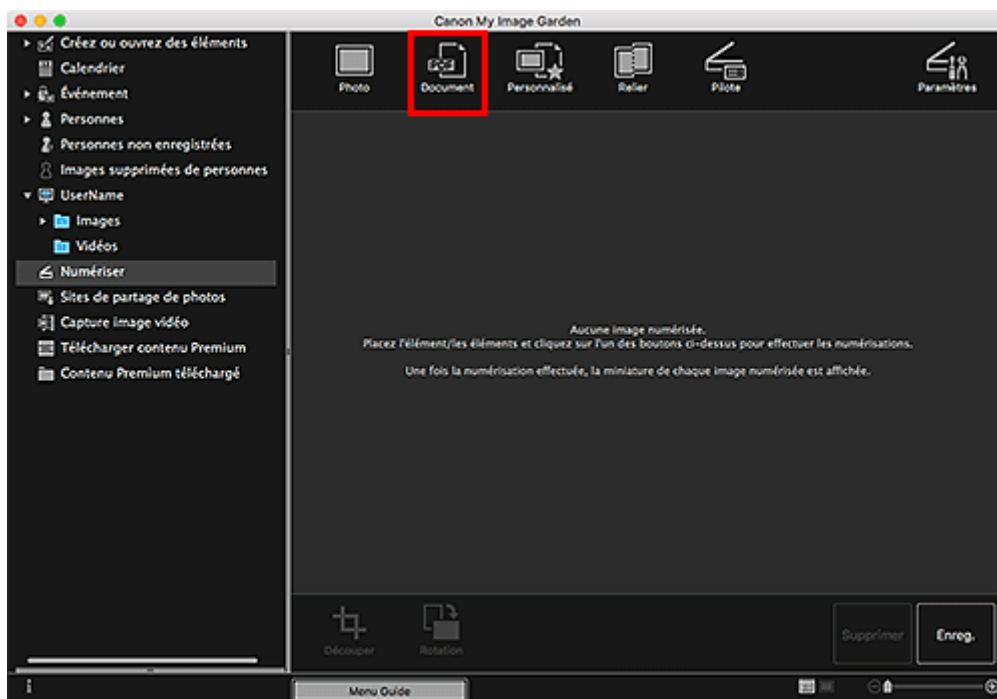 Canon My Image Garden
Créez ou ouvrez des éléments
Calendrier
Événement
Personnes
Personnes non enregistrées
Images supprimées de personnes
UserName
Images
Vidéos
Numériser
Sites de partage de photos
Capture image vidéo
Télécharger contenu Premium
Contenu Premium téléchargé
Photo
PDF
Document
Personnalisé
Relier
Pilote
Paramètres
Aucune image numérisée.
Placez l'élément/les éléments et cliquez sur l'un des boutons ci-dessus pour effectuer les numérisations.
Une fois la numérisation effectuée, la miniature de chaque image numérisée est affichée.
Découper
Rotation
Supprimer
Enreg.
Menu Guide